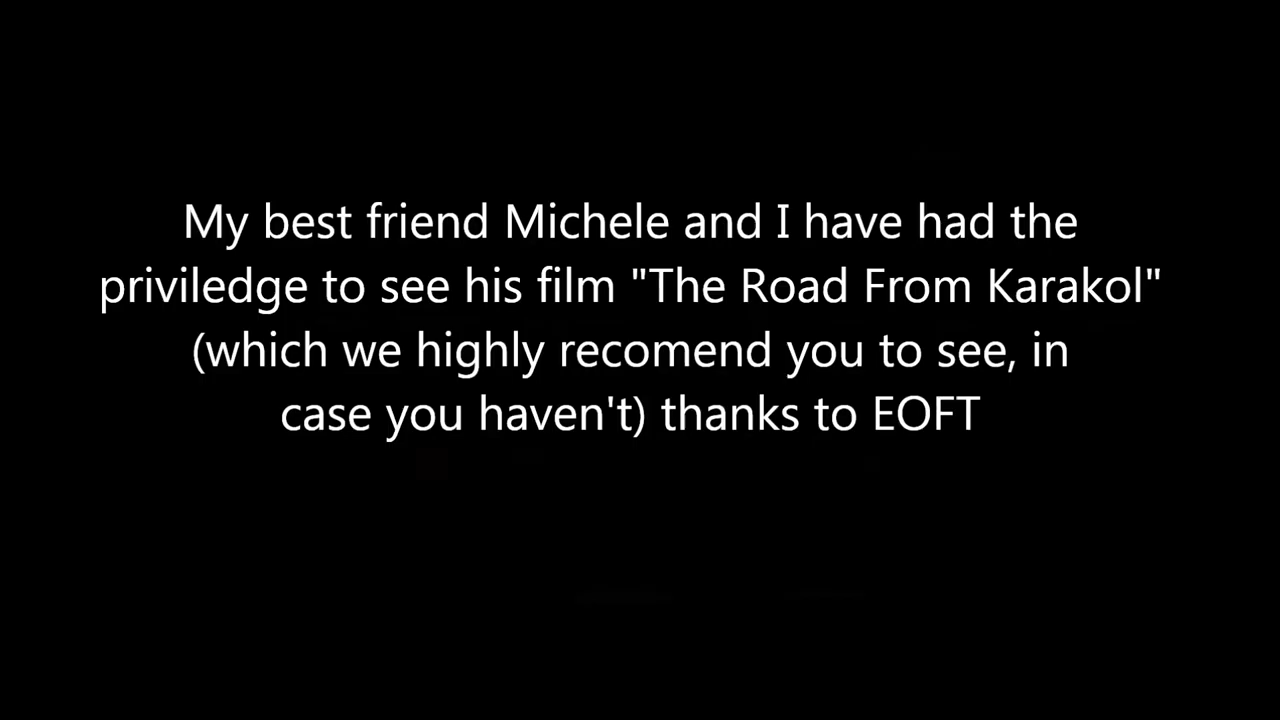 My best friend Michele and I have had the
priviledge to see his film "The Road From Karakol"
(which we highly recomend you to see, in
case you haven't) thanks to EOFT